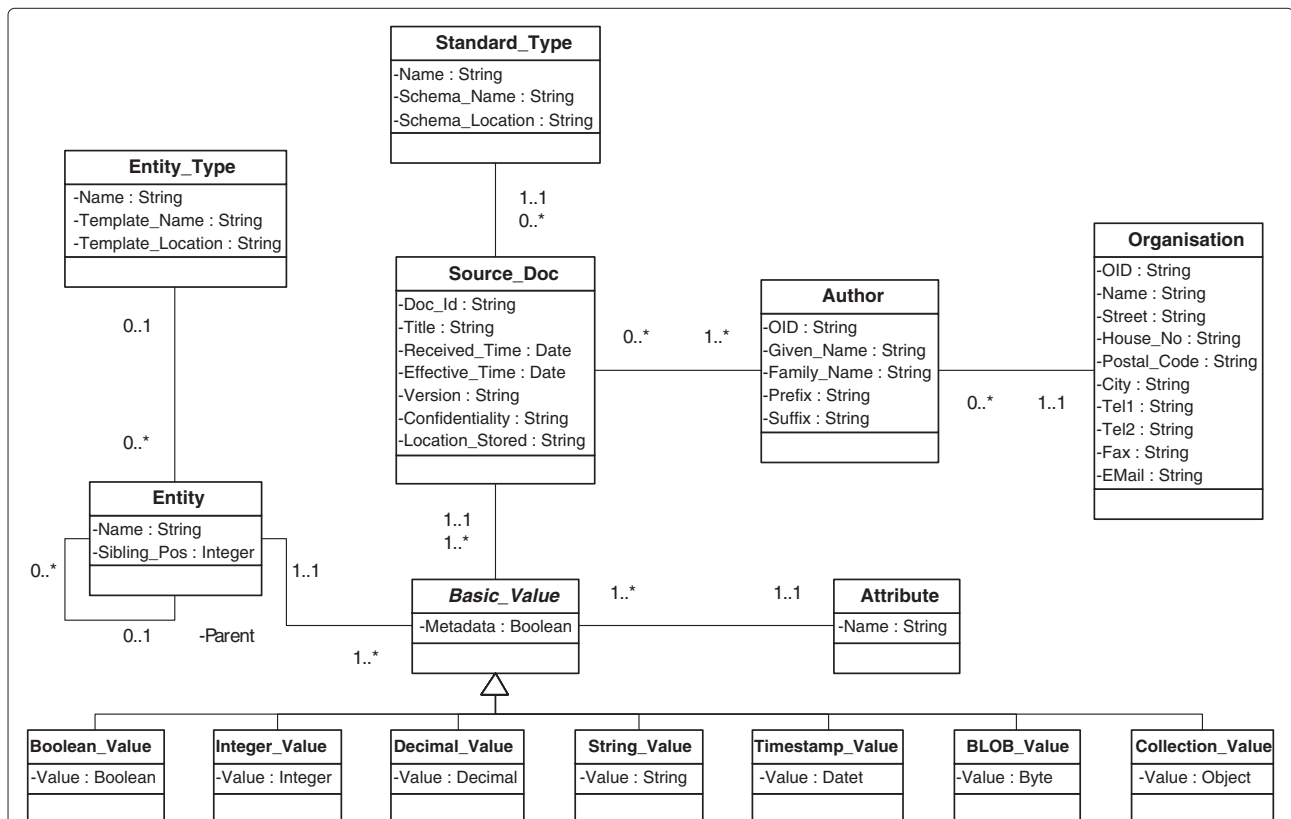 Standard_Type
-Name : String
-Schema_Name : String
-Schema_Location : String
Entity_Type
-Name : String
-Template_Name : String
-Template_Location : String
1..1
0..*
Organisation
-OID : String
-Name : String
-Street : String
-House_No : String
-Postal_Code : String
-City : String
-Tel1 : String
-Tel2 : String
-Fax : String
-EMail : String
Source_Doc
-Doc_Id : String
-Title : String
-Received_Time : Date
-Effective_Time : Date
-Version : String
-Confidentiality : String
-Location_Stored : String
Author
-OID : String
-Given_Name : String
-Family_Name : String
-Prefix : String
-Suffix : String
0..1
0..* 1..*
0..* 1..1
0..*
Entity
-Name : String
-Sibling_Pos : Integer
1..1
1..*
0..*
1..1
0..1 -Parent
1..*
Basic_Value
-Metadata : Boolean
1..* 1..1
Attribute
-Name : String
Boolean_Value
-Value : Boolean
Integer_Value
-Value : Integer
Decimal_Value
-Value : Decimal
String_Value
-Value : String
Timestamp_Value
-Value : Datet
BLOB_Value
-Value : Byte
Collection_Value
-Value : Object